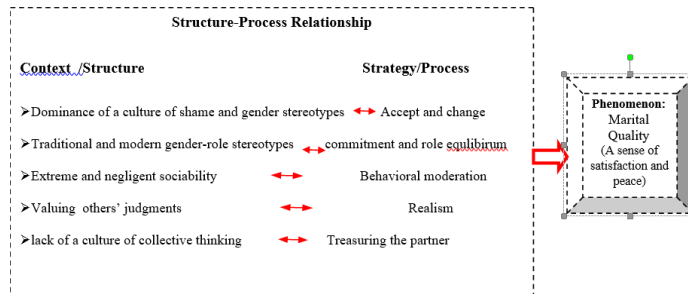 Structure-Process Relationship
Context /Structure Strategy/Process
➢Dominance of a culture of shame and gender stereotypes Accept and change
➢Traditional and modern gender-role stereotypes commitment and role equlibirum
➢Extreme and negligent sociability Behavioral moderation
➢Valuing others' judgments Realism
➢lack of a culture of collective thinking Treasuring the partner
Phenomenon:
Marital
Quality
(A sense of
satisfaction and
peace)